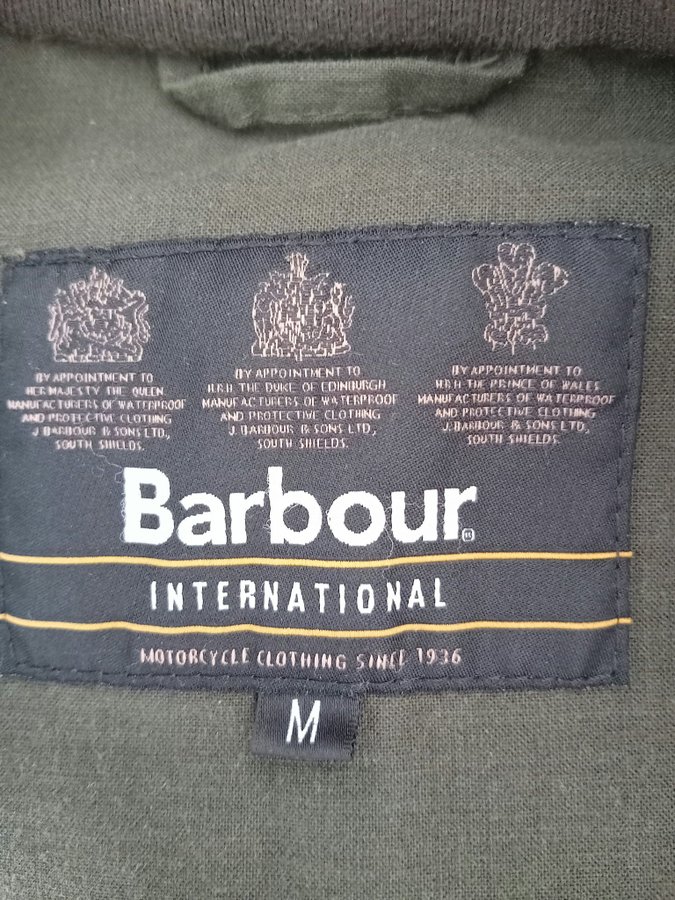 BY APPOINTMENT TO
HER MAJESTY THE QUEEN
MANUFACTURERS OF WATERPROOF
AND PROTECTIVE CLOTHING
J. BARBOUR & SONS LTD,
SOUTH SHIELDS.
BY APPOINTMENT TO
H.R.H. THE DUKE OF EDINBURGH
MANUFACTURERS OF WATERPROOF
AND PROTECTIVE CLOTHING
J. BARBOUR & SONS LTD,
SOUTH SHIELDS.
BY APPOINTMENT TO
H.R.H. THE PRINCE OF WALES
MANUFACTURERS OF WATERPROOF
AND PROTECTIVE CLOTHING
J. BARBOUR & SONS LTD,
SOUTH SHIELDS.
Barbour®
INTERNATIONAL
MOTORCYCLE CLOTHING SINCE 1936
M